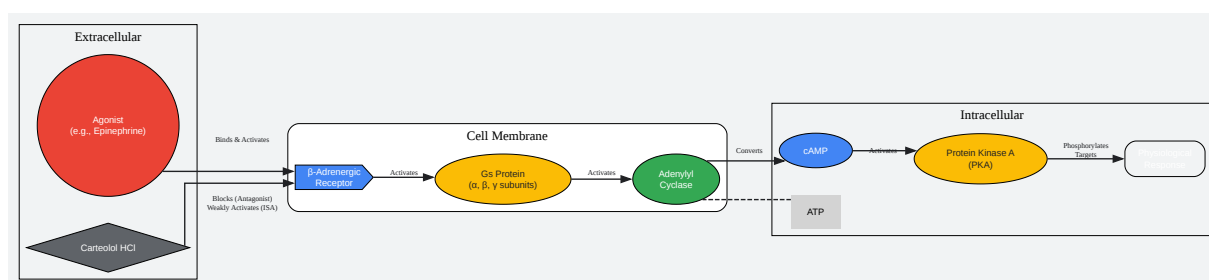 Extracellular
Agonist
(e.g., Epinephrine)
Carteolol HCl
Binds & Activates
Blocks (Antagonist)
Weakly Activates (ISA)
Cell Membrane
β-Adrenergic
Receptor
Activates
Gs Protein
(α, β, γ subunits)
Activates
Adenylyl
Cyclase
Converts
Intracellular
cAMP
ATP
Activates
Protein Kinase A
(PKA)
Phosphorylates
Targets